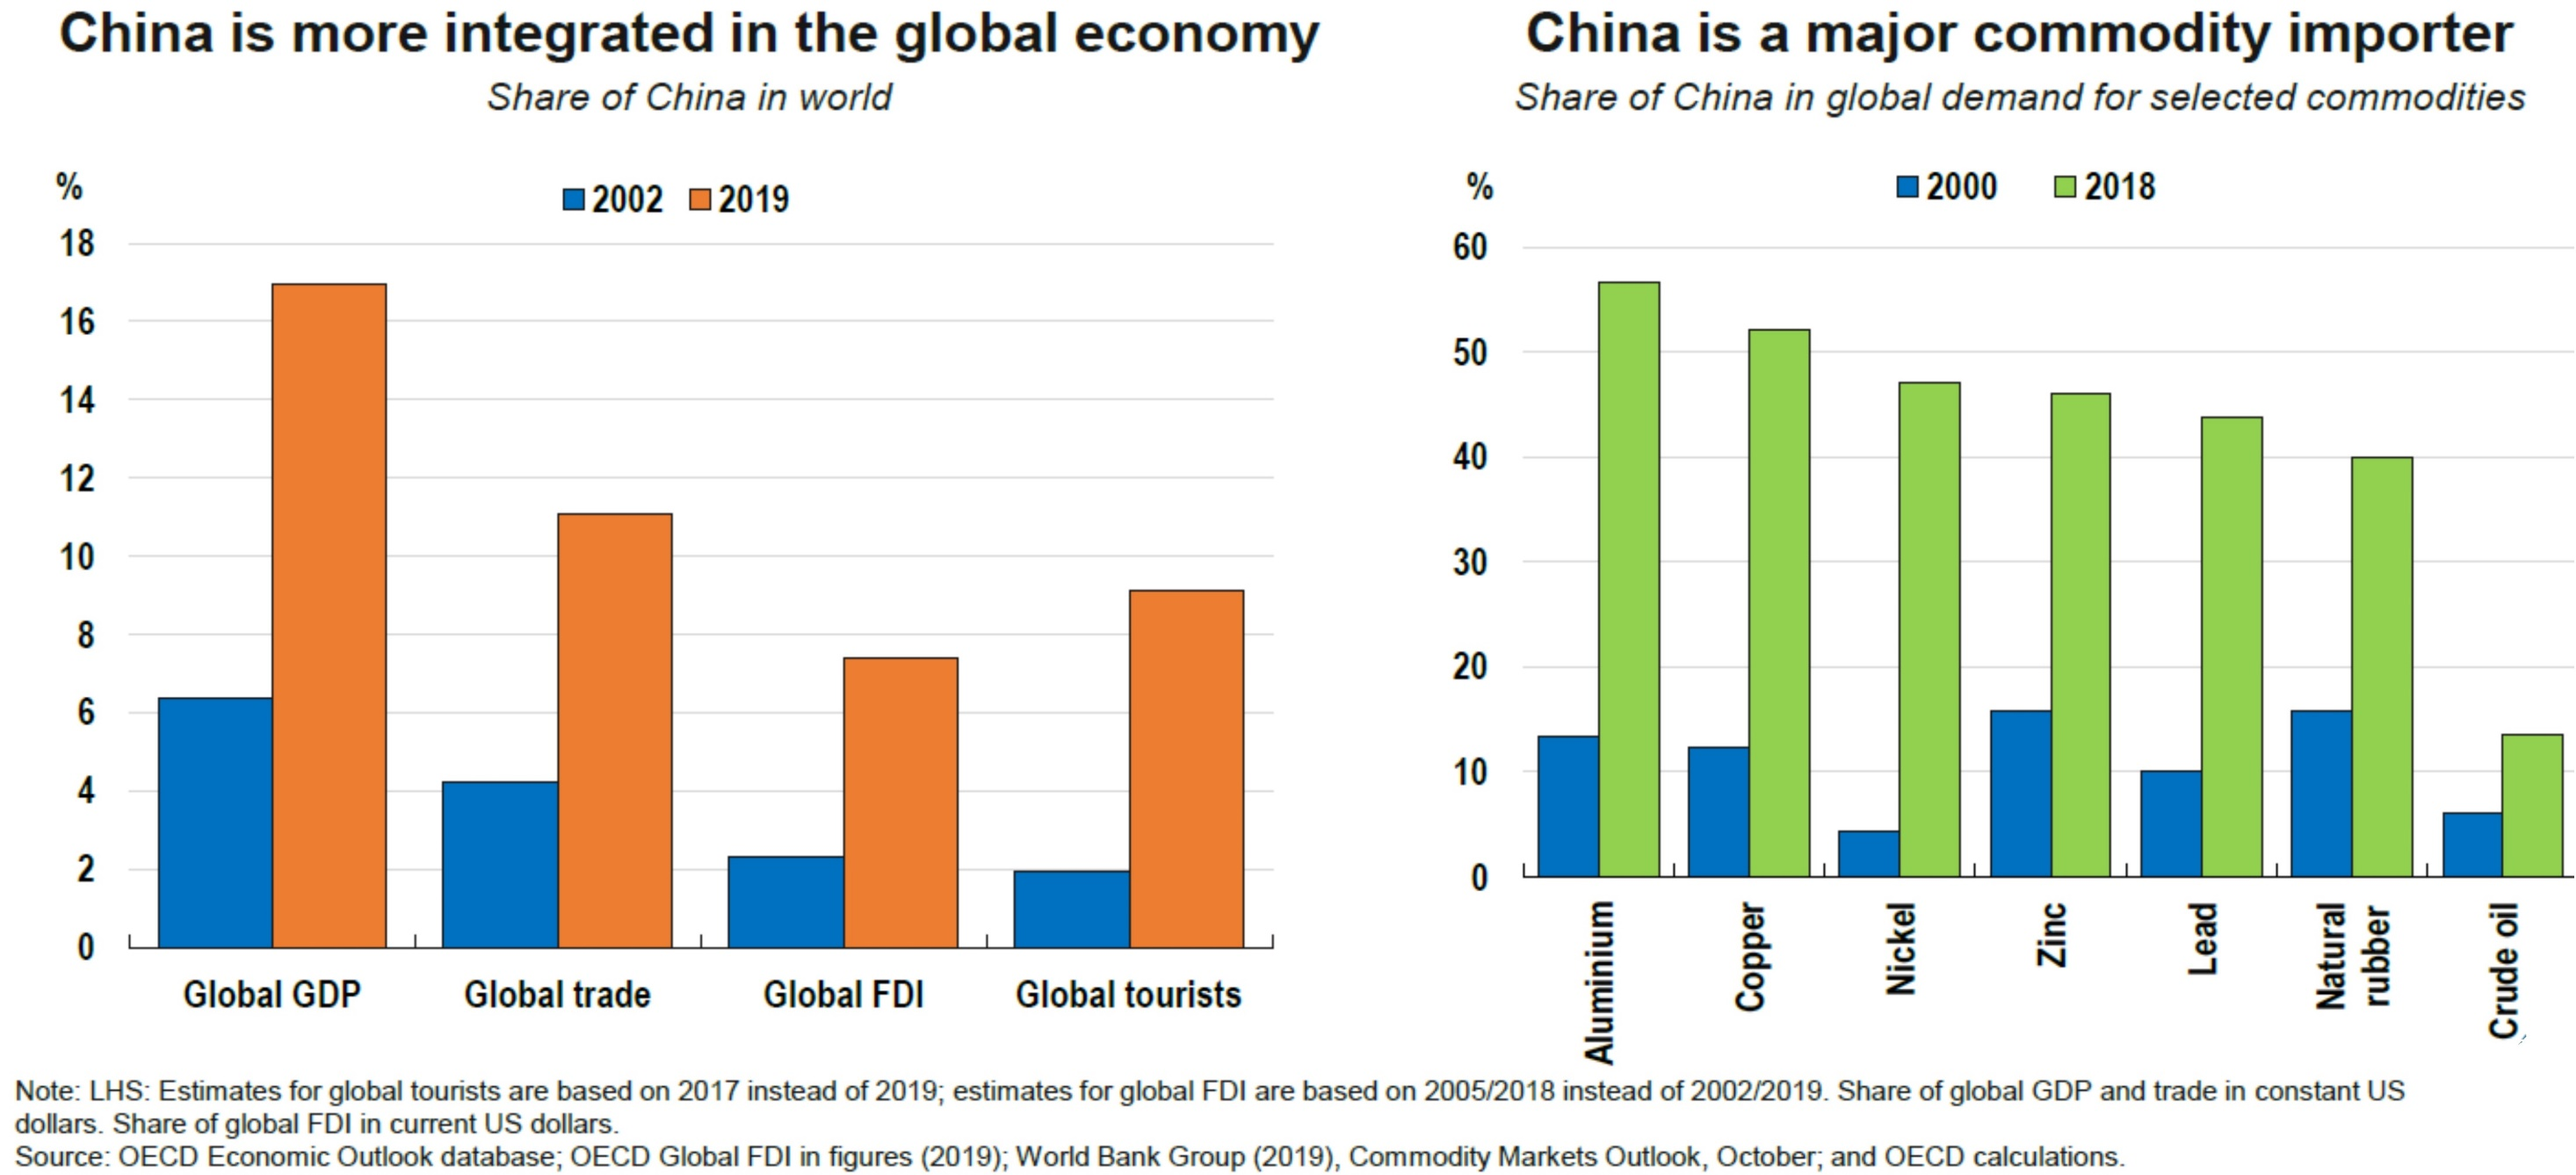 China is more integrated in the global economy
Share of China in world
%
2002
2019
18
16
14
12
10
8
6
4
2
0
Global GDP
Global trade
Global FDI
Global tourists
China is a major commodity importer
Share of China in global demand for selected commodities
%
2000
2018
60
50
40
30
20
10
0
Aluminium
Copper
Nickel
Zinc
Lead
Natural
rubber
Crude oil
Note: LHS: Estimates for global tourists are based on 2017 instead of 2019; estimates for global FDI are based on 2005/2018 instead of 2002/2019. Share of global GDP and trade in constant US
dollars. Share of global FDI in current US dollars.
Source: OECD Economic Outlook database; OECD Global FDI in figures (2019); World Bank Group (2019), Commodity Markets Outlook, October; and OECD calculations.